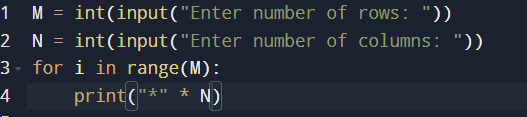 1 M = int(input("Enter number of rows: "))
2 N = int(input("Enter number of columns: "))
3 for i in range(M):
4     print("*" * N)